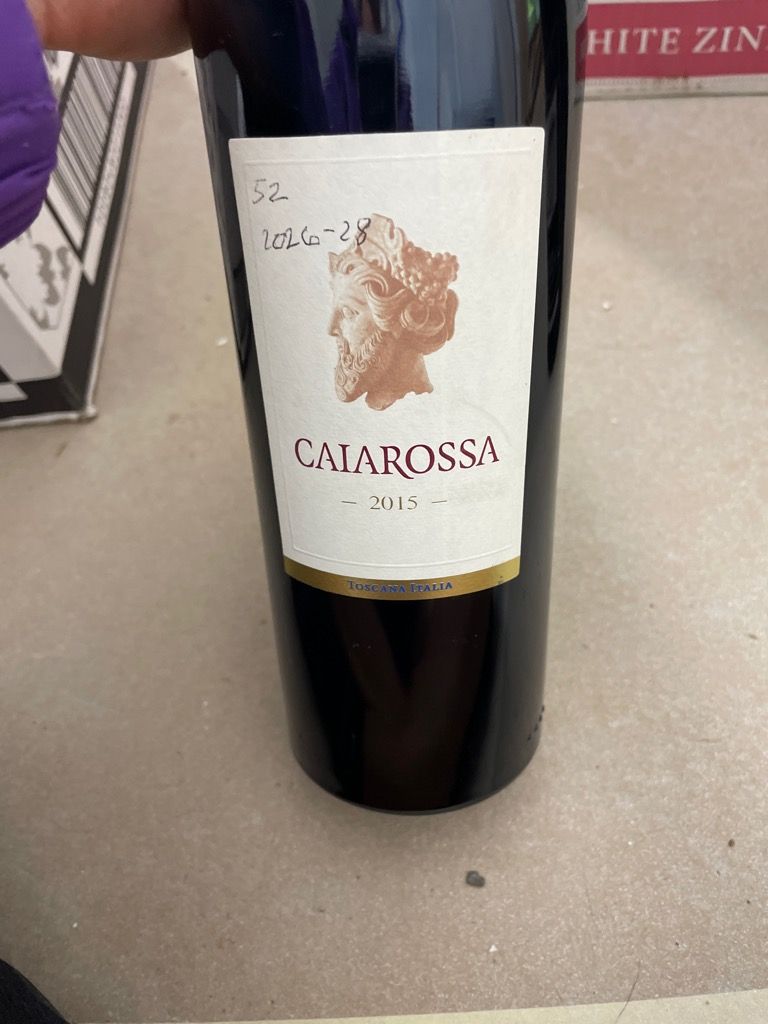 HITE ZIN
52
2026-28
CAIAROSSA
— 2015 —
TOSCANA ITALIA